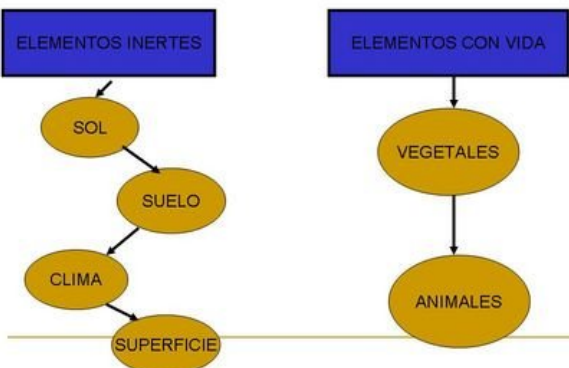 ELEMENTOS INERTES
SOL
SUELO
CLIMA
SUPERFICIE
ELEMENTOS CON VIDA
VEGETALES
ANIMALES